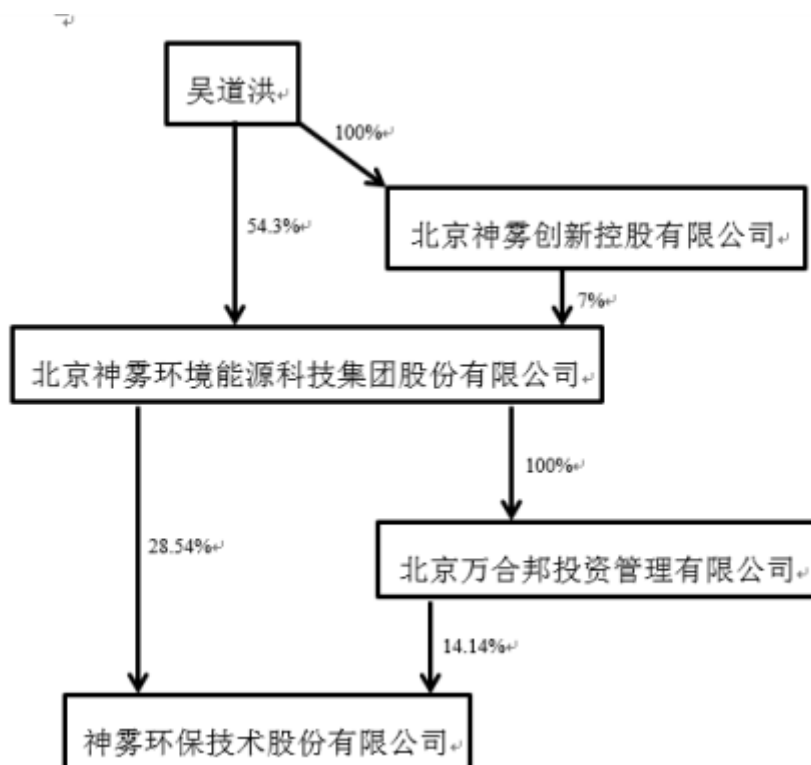 吴道洪
100%
北京神雾创新控股有限公司
54.3%
7%
北京神雾环境能源科技集团股份有限公司
100%
28.54%
北京万合邦投资管理有限公司
14.14%
神雾环保技术股份有限公司